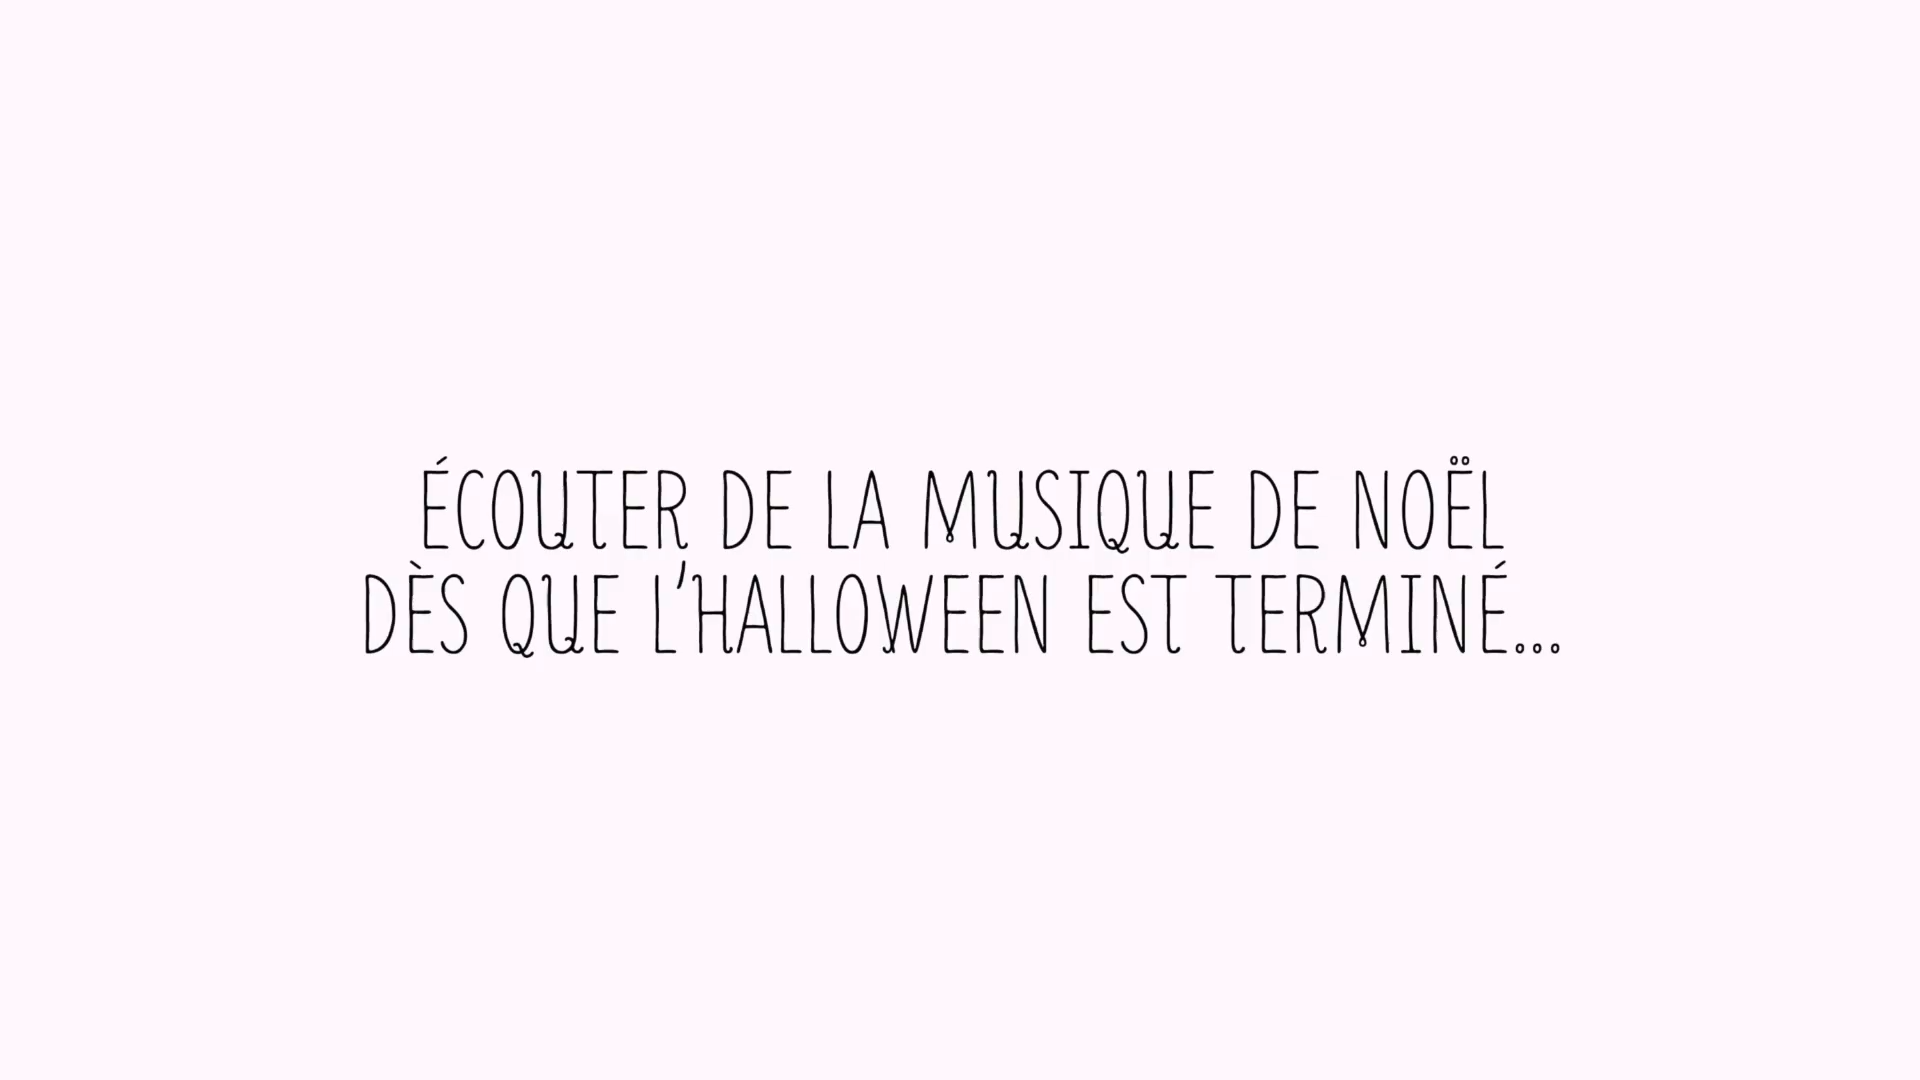 ÉCOUTER DE LA MUSIQUE DE NOËL
DÈS QUE L'HALLOWEEN EST TERMINÉ...